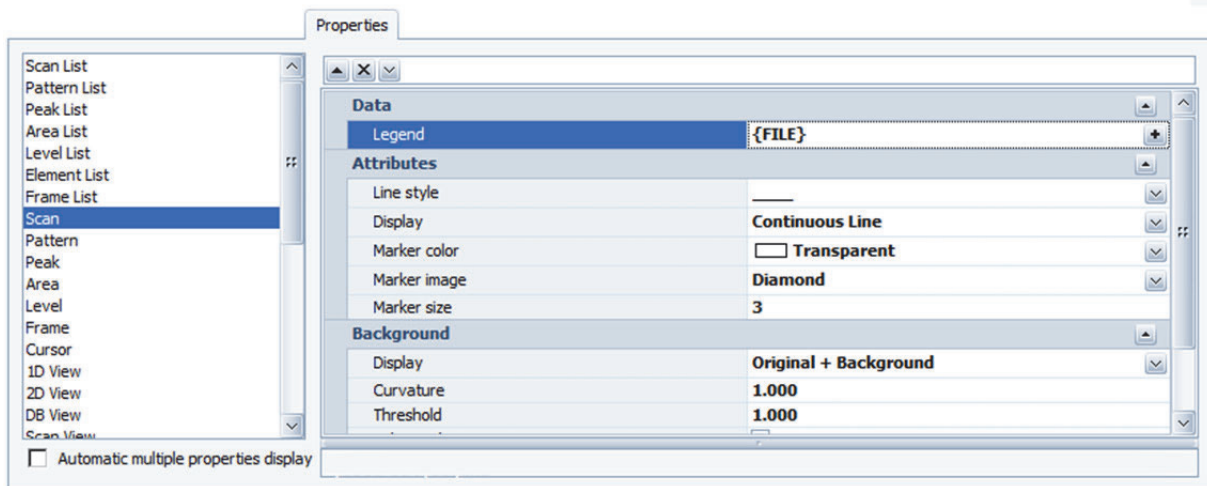 Properties
Scan List
Pattern List
Peak List
Area List
Level List
Element List
Frame List
Scan
Pattern
Peak
Area
Level
Frame
Cursor
1D View
2D View
DB View
Scan View
Automatic multiple properties display
Data
Legend {FILE}
Attributes
Line style
Display Continuous Line
Marker color Transparent
Marker image Diamond
Marker size 3
Background
Display Original + Background
Curvature 1.000
Threshold 1.000